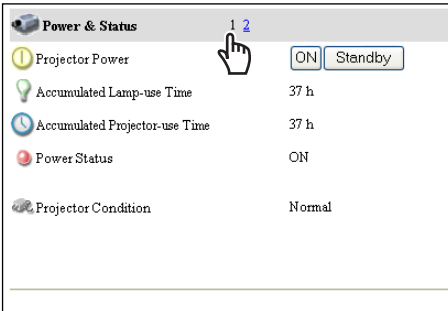 Power & Status 1 2
Projector Power ON Standby
Accumulated Lamp-use Time 37 h
Accumulated Projector-use Time 37 h
Power Status ON
Projector Condition Normal